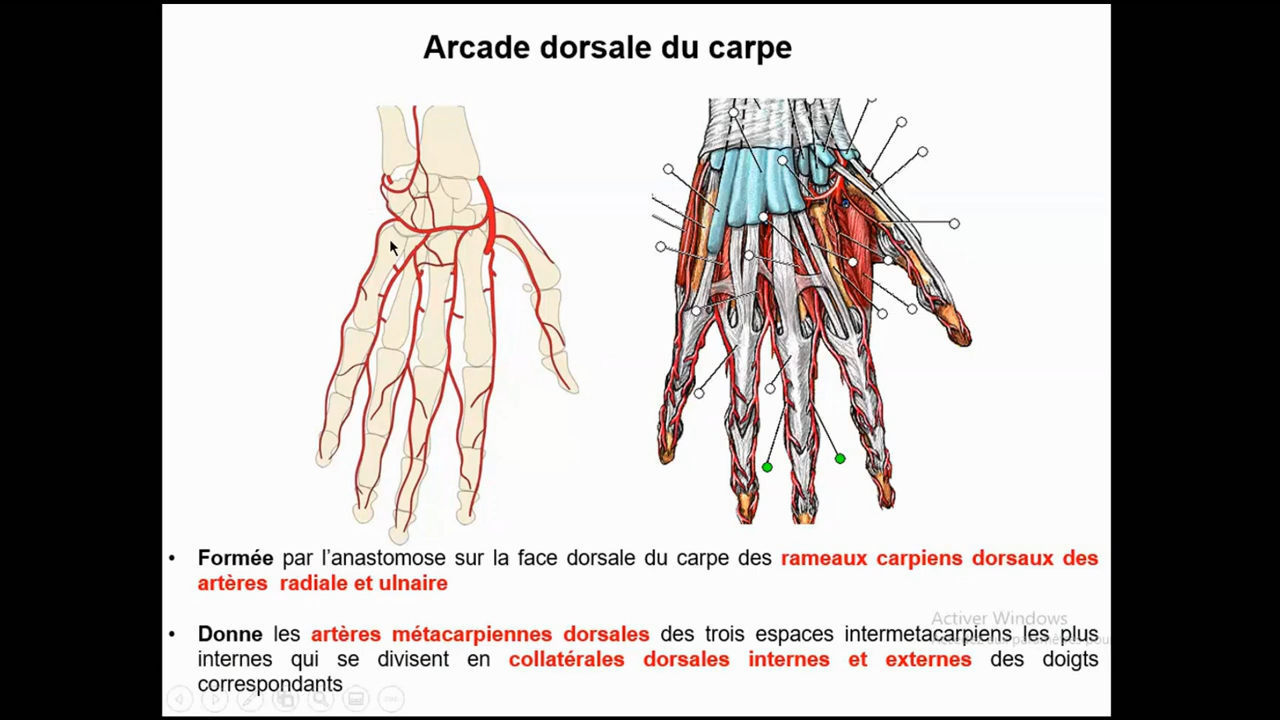 Arcade dorsale du carpe
• Formée par l'anastomose sur la face dorsale du carpe des rameaux carpiens dorsaux des
artères radiale et ulnaire
Activer Windows
• Donne les artères métacarpiennes dorsales des trois espaces intermetacarpiens les plus
internes qui se divisent en collatérales dorsales internes et externes des doigts
correspondants